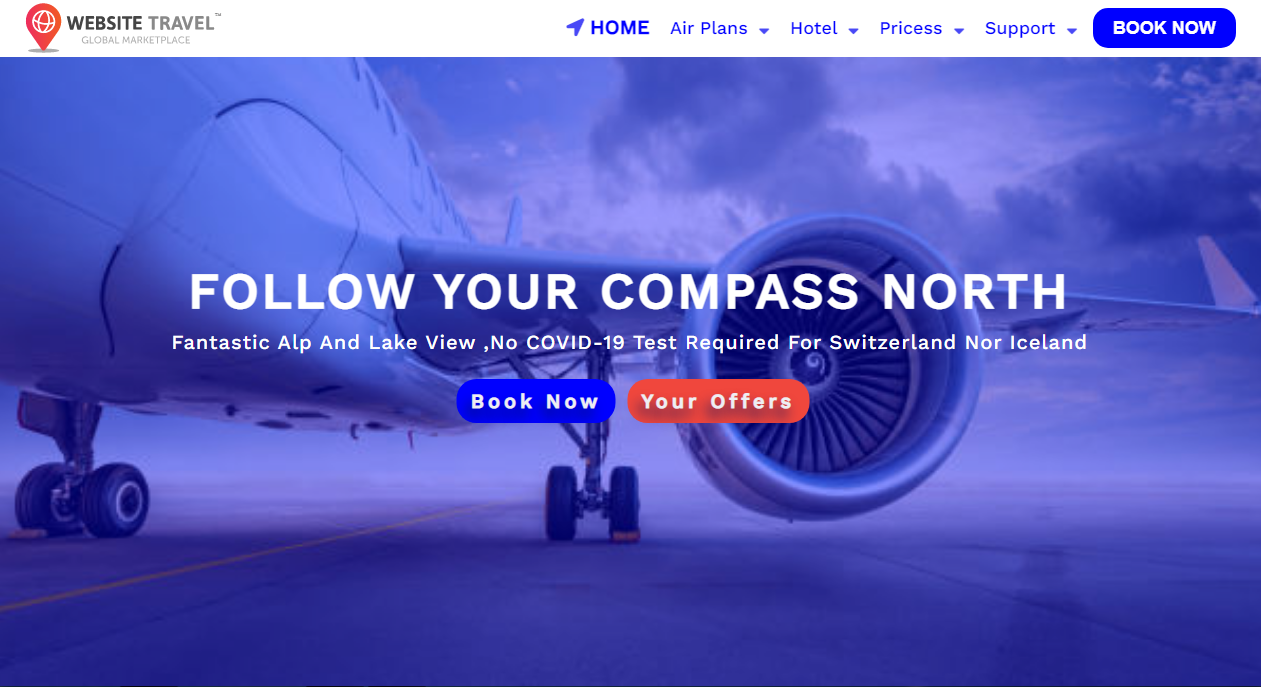 WEBSITE TRAVEL™
GLOBAL MARKETPLACE
HOME Air Plans Hotel Pricess Support BOOK NOW
FOLLOW YOUR COMPASS NORTH
Fantastic Alp And Lake View ,No COVID-19 Test Required For Switzerland Nor Iceland
Book Now Your Offers